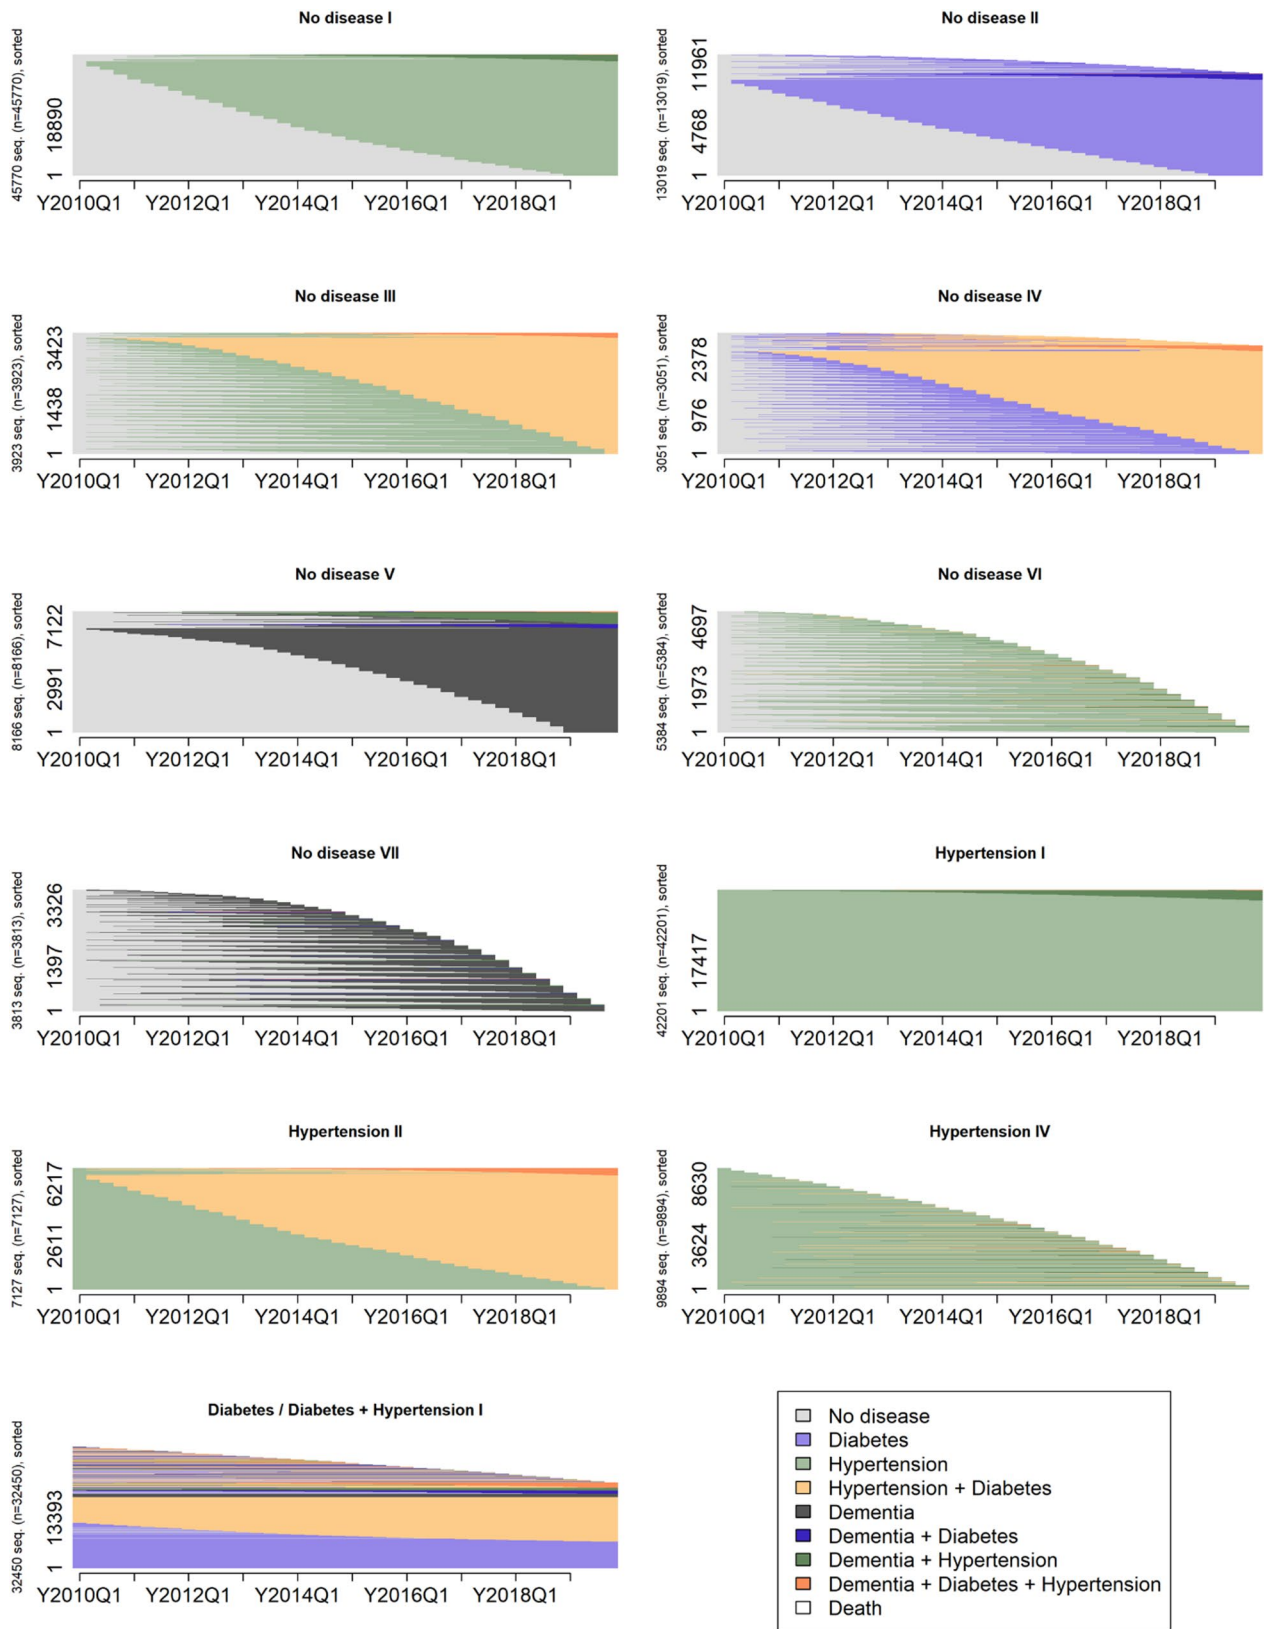 No disease I
45770 seq. (n=45770), sorted
1 18890
Y2010Q1 Y2012Q1 Y2014Q1 Y2016Q1 Y2018Q1
No disease II
13019 seq. (n=13019), sorted
1 4768 11961
Y2010Q1 Y2012Q1 Y2014Q1 Y2016Q1 Y2018Q1
No disease III
3923 seq. (n=3923), sorted
1 1438 3423
Y2010Q1 Y2012Q1 Y2014Q1 Y2016Q1 Y2018Q1
No disease IV
3051 seq. (n=3051), sorted
1 976 2378
Y2010Q1 Y2012Q1 Y2014Q1 Y2016Q1 Y2018Q1
No disease V
8166 seq. (n=8166), sorted
1 2991 7122
Y2010Q1 Y2012Q1 Y2014Q1 Y2016Q1 Y2018Q1
No disease VI
5384 seq. (n=5384), sorted
1 1973 4697
Y2010Q1 Y2012Q1 Y2014Q1 Y2016Q1 Y2018Q1
No disease VII
3813 seq. (n=3813), sorted
1 1397 3326
Y2010Q1 Y2012Q1 Y2014Q1 Y2016Q1 Y2018Q1
Hypertension I
42201 seq. (n=42201), sorted
1 17417
Y2010Q1 Y2012Q1 Y2014Q1 Y2016Q1 Y2018Q1
Hypertension II
7127 seq. (n=7127), sorted
1 2611 6217
Y2010Q1 Y2012Q1 Y2014Q1 Y2016Q1 Y2018Q1
Hypertension IV
9894 seq. (n=9894), sorted
1 3624 8630
Y2010Q1 Y2012Q1 Y2014Q1 Y2016Q1 Y2018Q1
Diabetes / Diabetes + Hypertension I
32450 seq. (n=32450), sorted
1 13393
Y2010Q1 Y2012Q1 Y2014Q1 Y2016Q1 Y2018Q1
No disease
Diabetes
Hypertension
Hypertension + Diabetes
Dementia
Dementia + Diabetes
Dementia + Hypertension
Dementia + Diabetes + Hypertension
Death